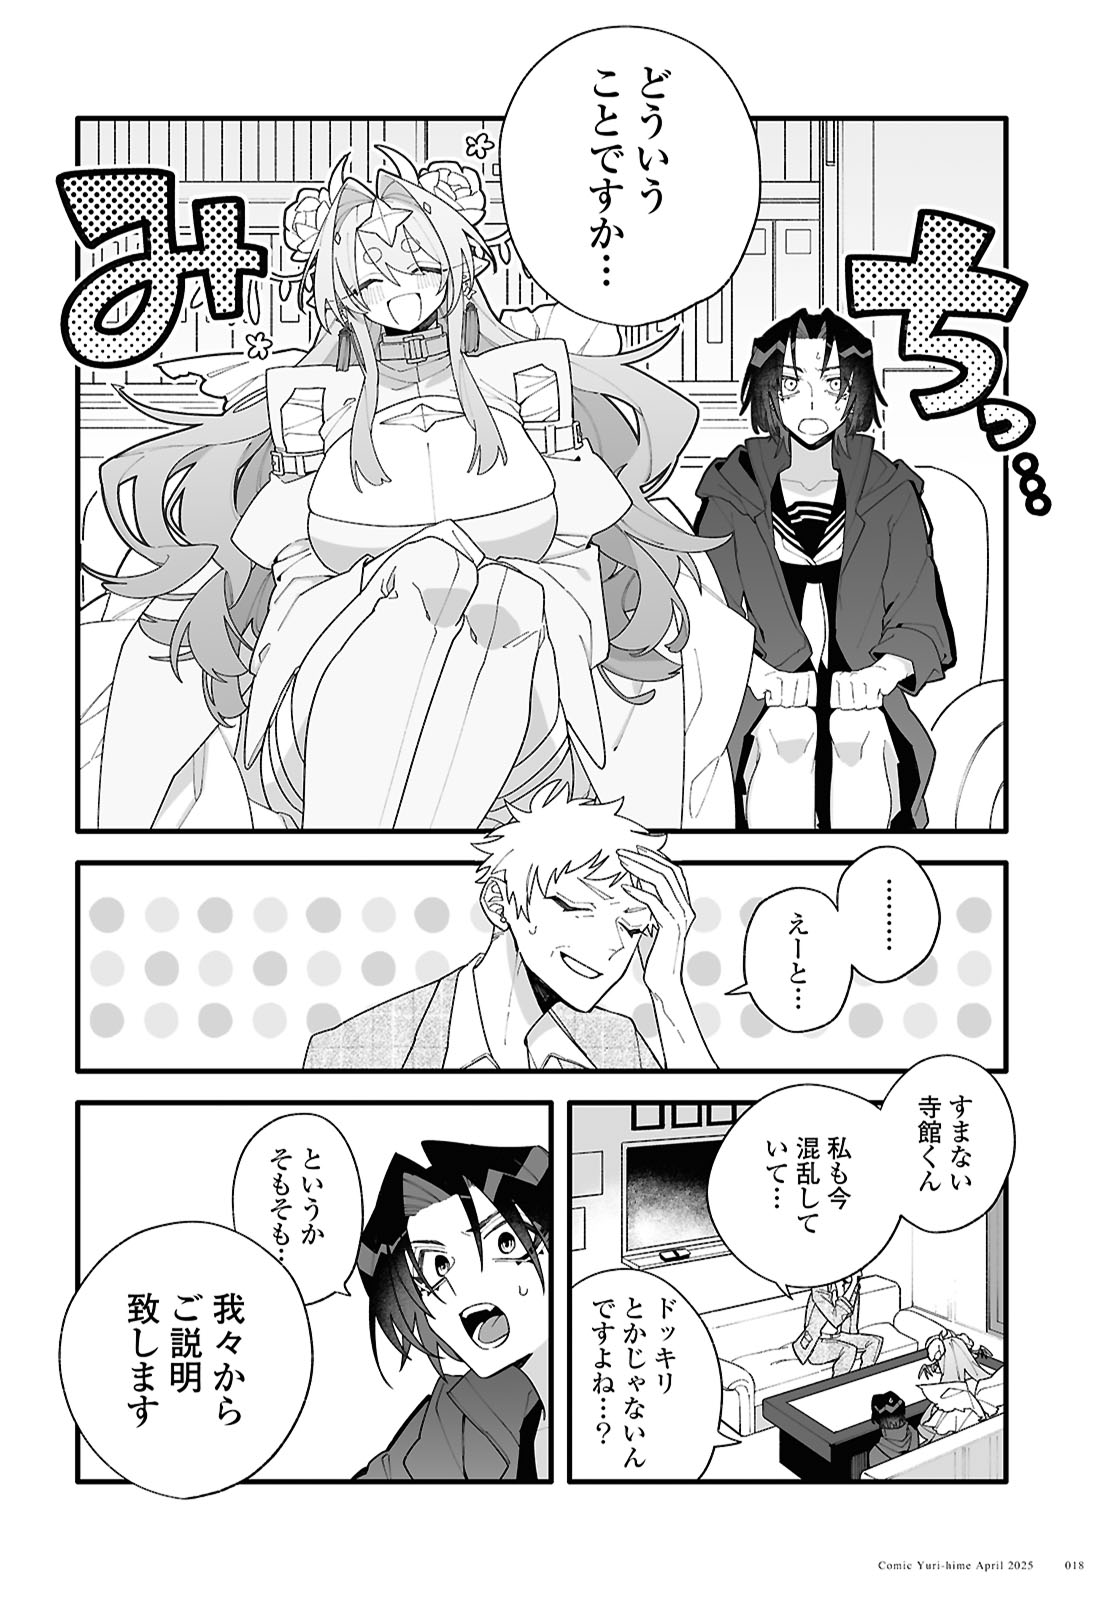 どういう
ことですか…
みちっ…
………
えーと…
すまない
寺館くん
私も今
混乱して
いて…
ドッキリ
とかじゃないん
ですよね…？
というか
そもそも…
我々から
ご説明
致します
Comic Yuri-hime April 2025 018